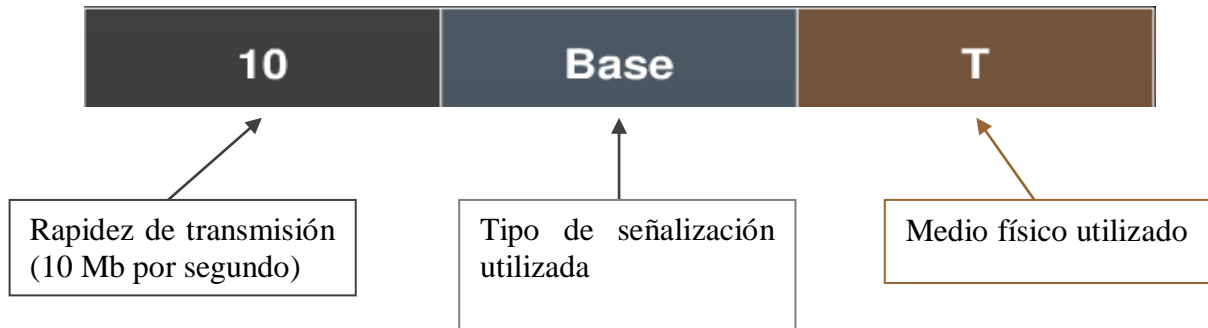 10 Base T
Rapidez de transmisión
(10 Mb por segundo)
Tipo de señalización
utilizada
Medio físico utilizado